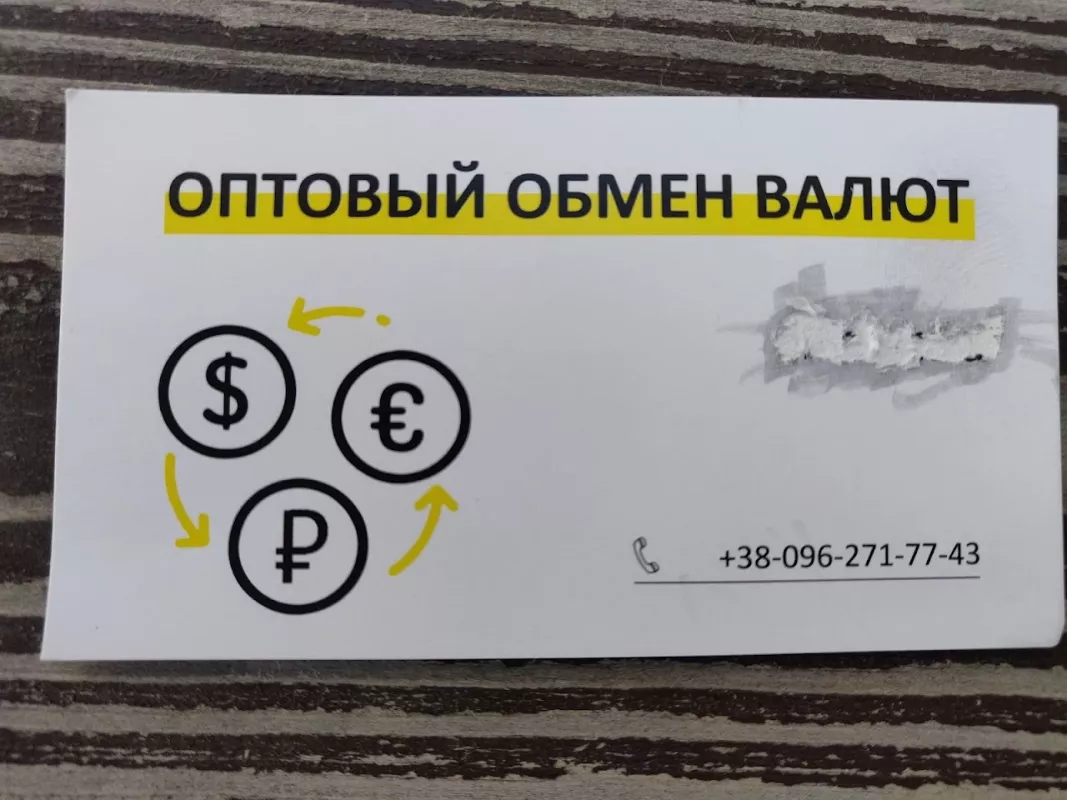 ОПТОВЫЙ ОБМЕН ВАЛЮТ
$
€
₽
+38-096-271-77-43